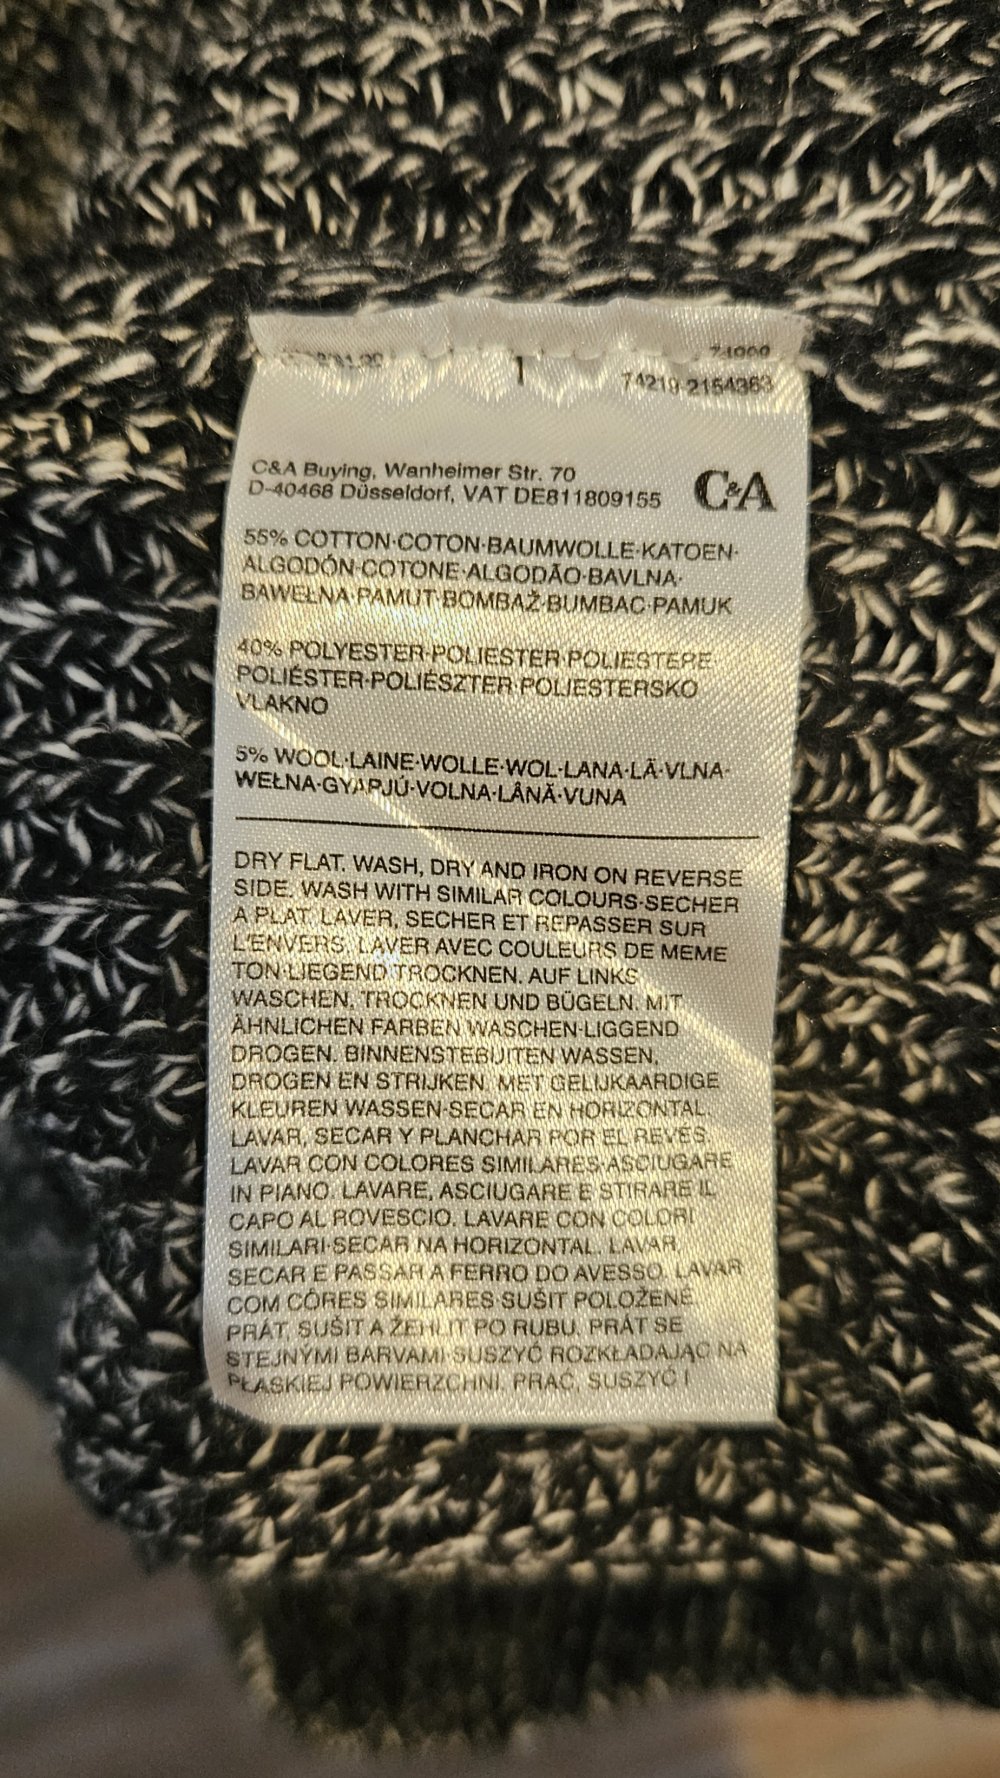 1
74219-2154363
C&A Buying, Wanheimer Str. 70
D-40468 Düsseldorf, VAT DE811809155
C&A
55% COTTON·COTON·BAUMWOLLE·KATOEN·
ALGODÓN·COTONE·ALGODÃO·BAVLNA·
BAWEŁNA·PAMUT·BOMBAŽ·BUMBAC·PAMUK
40% POLYESTER·POLIESTER·POLIESTERE·
POLIÉSTER·POLIÉSZTER·POLJESTERSKO
VLAKNO
5% WOOL·LAINE·WOLLE·WOL·LANA·LÃ·VLNA·
WEŁNA·GYAPJÚ·VOLNA·LÂNĂ·VUNA
DRY FLAT. WASH, DRY AND IRON ON REVERSE
SIDE. WASH WITH SIMILAR COLOURS·SECHER
A PLAT. LAVER, SECHER ET REPASSER SUR
L'ENVERS. LAVER AVEC COULEURS DE MEME
TON·LIEGEND TROCKNEN. AUF LINKS
WASCHEN, TROCKNEN UND BÜGELN. MIT
ÄHNLICHEN FARBEN WASCHEN·LIGGEND
DROGEN. BINNENSTEBUITEN WASSEN,
DROGEN EN STRIJKEN. MET GELIJKAARDIGE
KLEUREN WASSEN·SECAR EN HORIZONTAL.
LAVAR, SECAR Y PLANCHAR POR EL REVES.
LAVAR CON COLORES SIMILARES·ASCIUGARE
IN PIANO. LAVARE, ASCIUGARE E STIRARE IL
CAPO AL ROVESCIO. LAVARE CON COLORI
SIMILARI·SECAR NA HORIZONTAL. LAVAR,
SECAR E PASSAR A FERRO DO AVESSO. LAVAR
COM CÔRES SIMILARES·SUŠIT POLOŽENÉ.
PRÁT, SUŠIT A ŽEHLIT PO RUBU. PRÁT SE
STEJNÝMI BARVAMI·SUSZYĆ ROZKŁADAJĄC NA
PŁASKIEJ POWIERZCHNI. PRAĆ, SUSZYĆ I